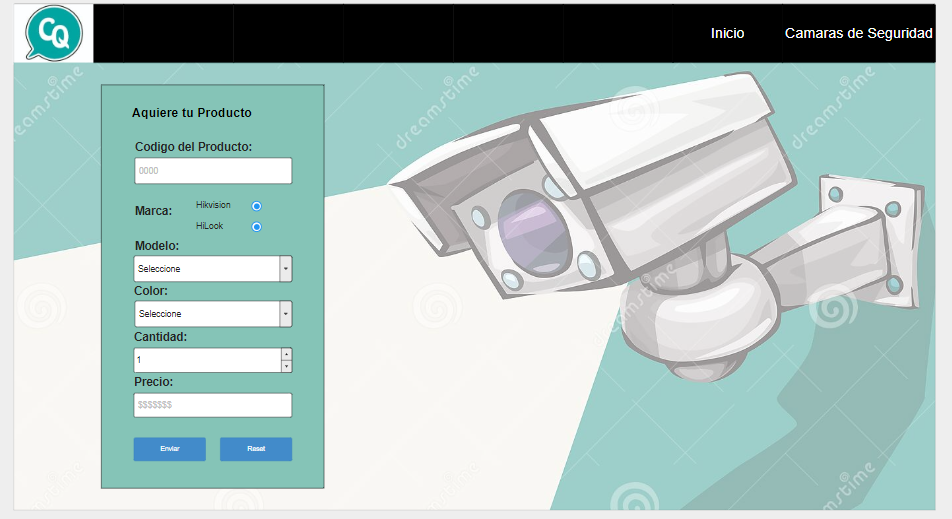 CQ
Inicio
Camaras de Seguridad
Aquiere tu Producto
Codigo del Producto:
0000
Marca:
Hikvision
HiLook
Modelo:
Seleccione
Color:
Seleccione
Cantidad:
1
Precio:
$$$$$$$
Enviar
Reset
dreamstime
dreamstime
dreamstime
dreamstime
dreamstime